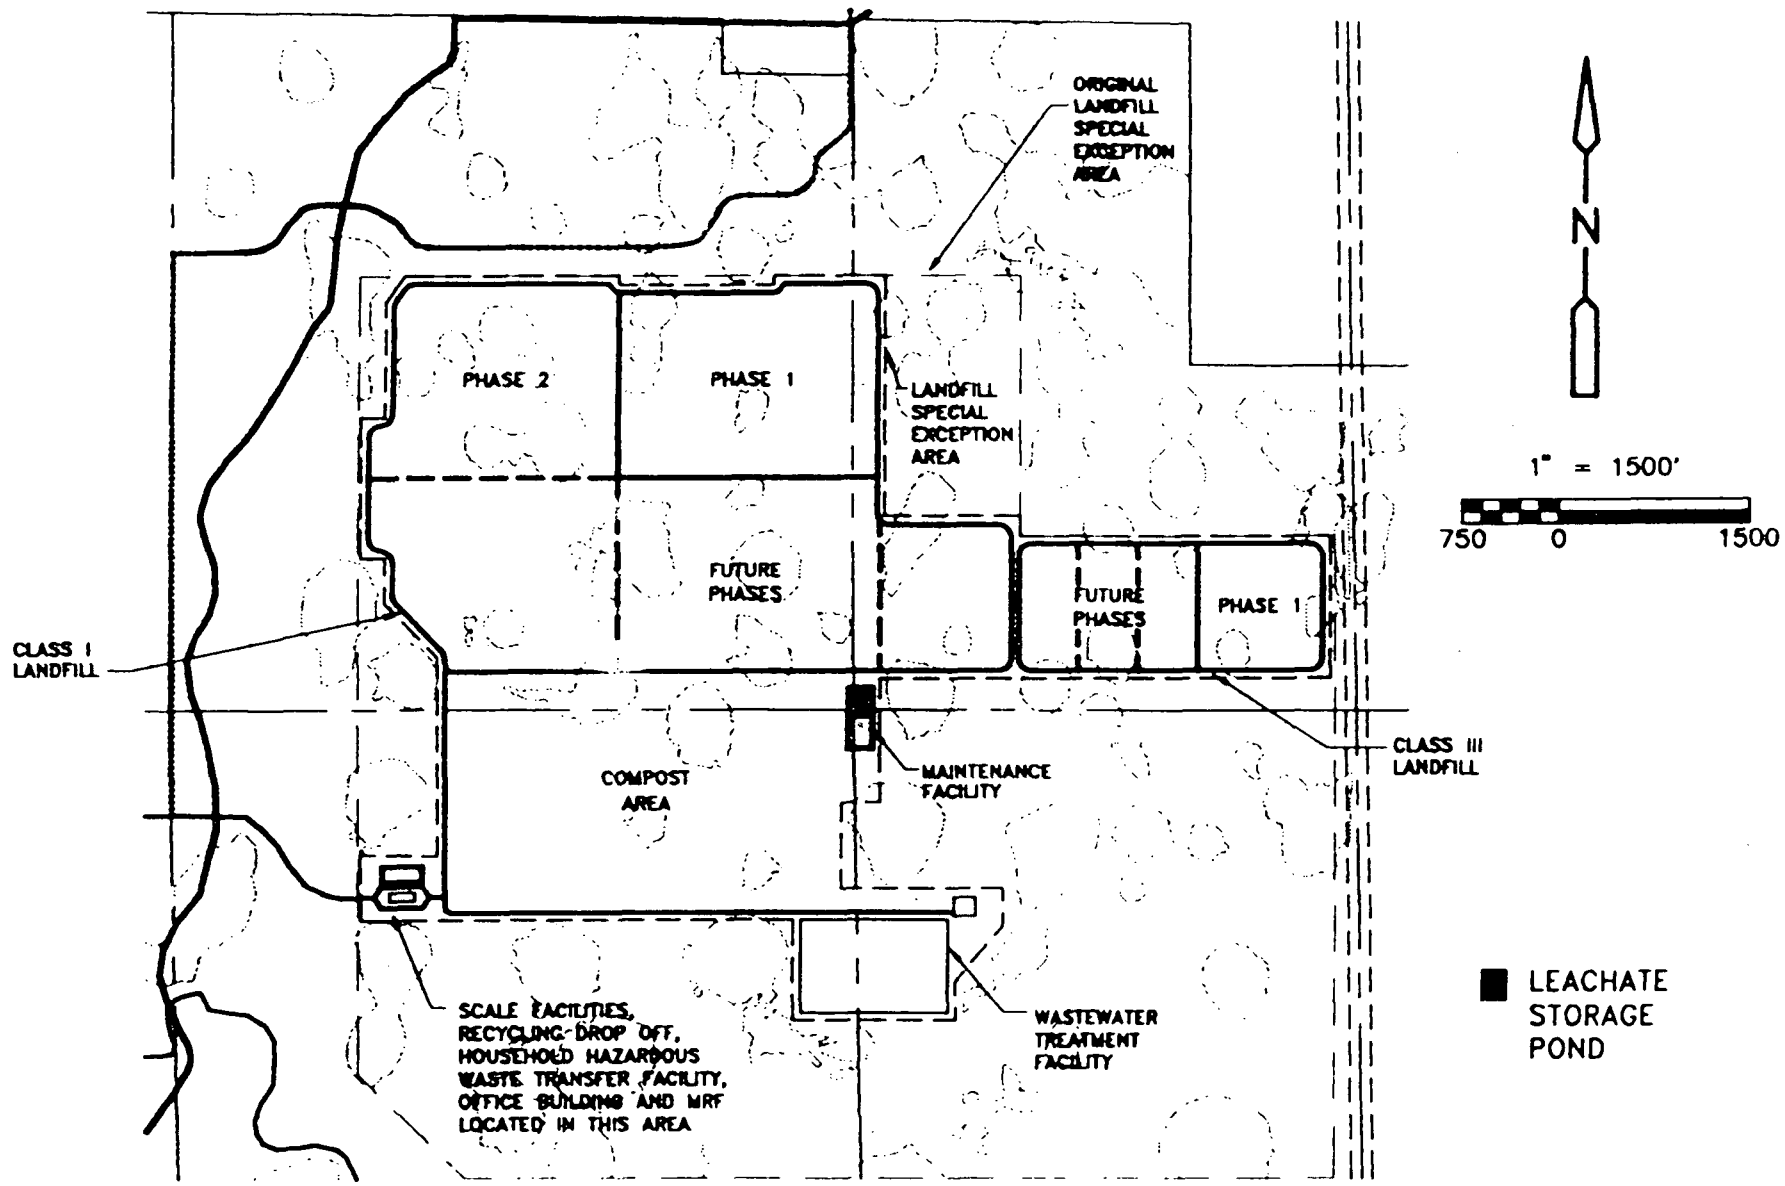 ORIGINAL
LANDFILL
SPECIAL
EXCEPTION
AREA
N
PHASE 2
PHASE 1
LANDFILL
SPECIAL
EXCEPTION
AREA
1" = 1500'
750 0 1500
FUTURE
PHASES
FUTURE
PHASES
PHASE 1
CLASS I
LANDFILL
COMPOST
AREA
MAINTENANCE
FACILITY
CLASS III
LANDFILL
SCALE FACILITIES,
RECYCLING DROP OFF,
HOUSEHOLD HAZARDOUS
WASTE TRANSFER FACILITY,
OFFICE BUILDING AND MRF
LOCATED IN THIS AREA
WASTEWATER
TREATMENT
FACILITY
LEACHATE
STORAGE
POND